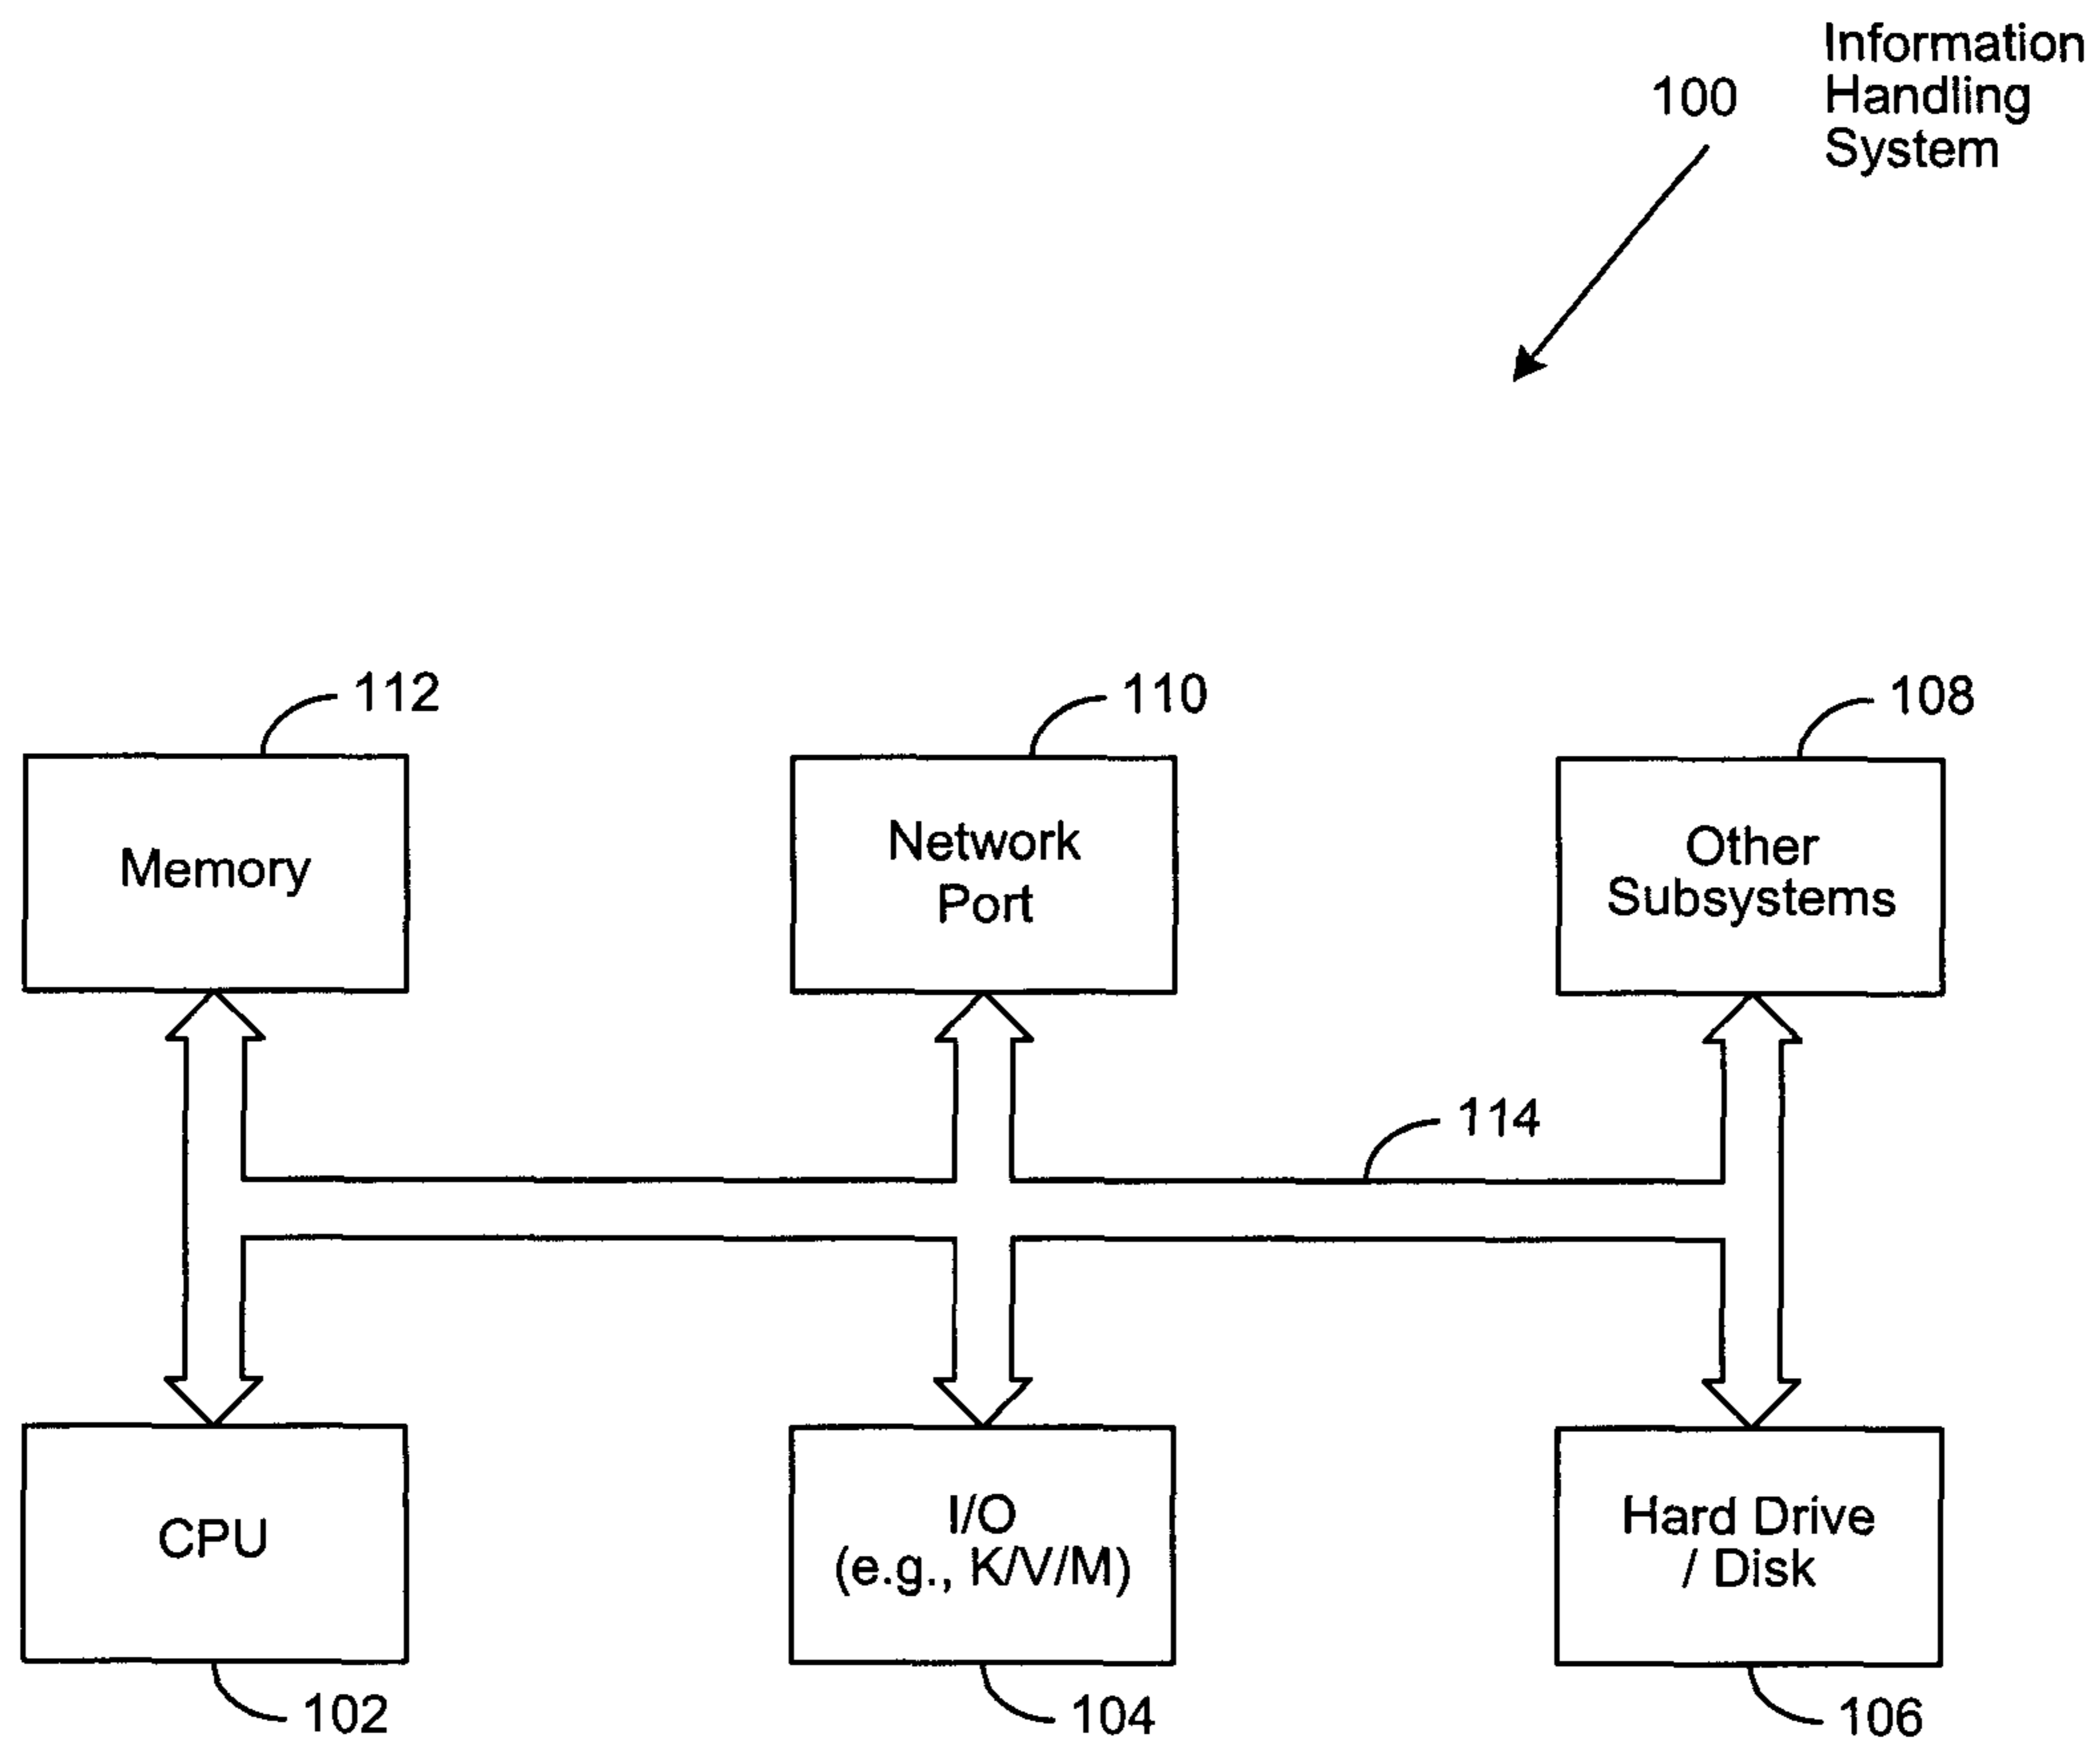 Information
100 Handling
System
112
110
108
Memory
Network
Port
Other
Subsystems
114
CPU
I/O
(e.g., K/V/M)
Hard Drive
/ Disk
102
104
106